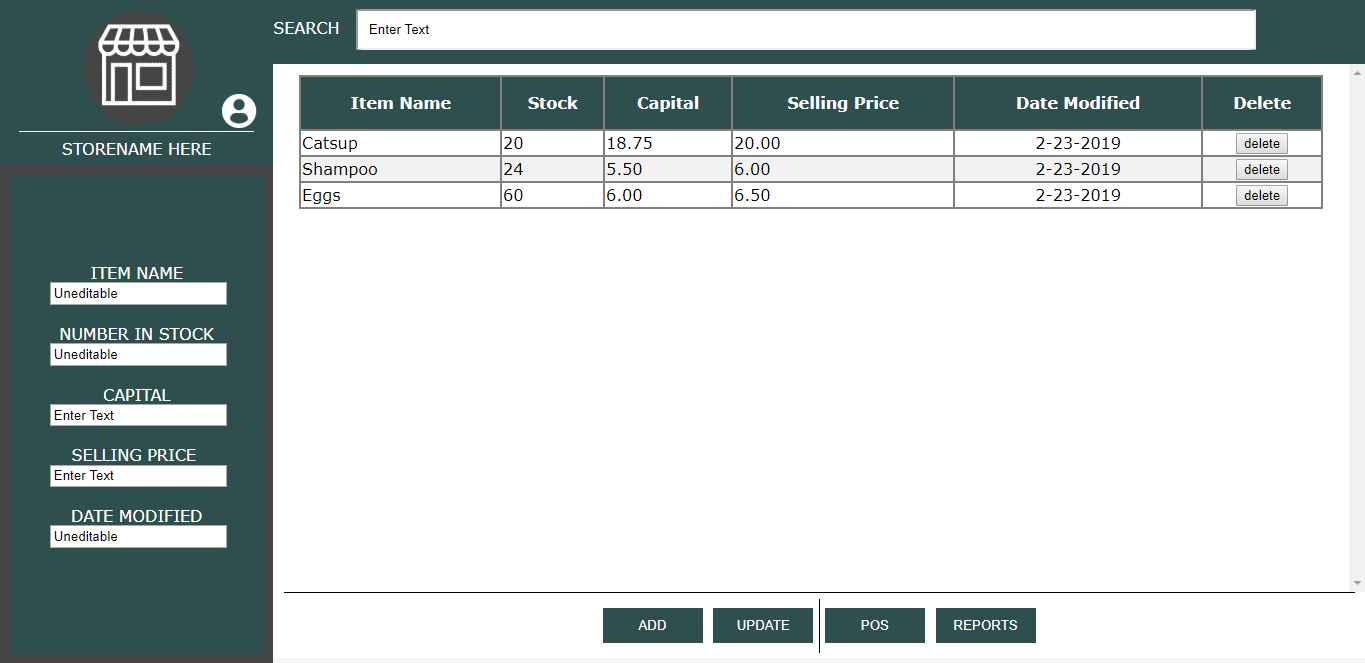 SEARCH Enter Text
STORENAME HERE
ITEM NAME
Uneditable
NUMBER IN STOCK
Uneditable
CAPITAL
Enter Text
SELLING PRICE
Enter Text
DATE MODIFIED
Uneditable
Item Name Stock Capital Selling Price Date Modified Delete
Catsup 20 18.75 20.00 2-23-2019 delete
Shampoo 24 5.50 6.00 2-23-2019 delete
Eggs 60 6.00 6.50 2-23-2019 delete
ADD UPDATE POS REPORTS